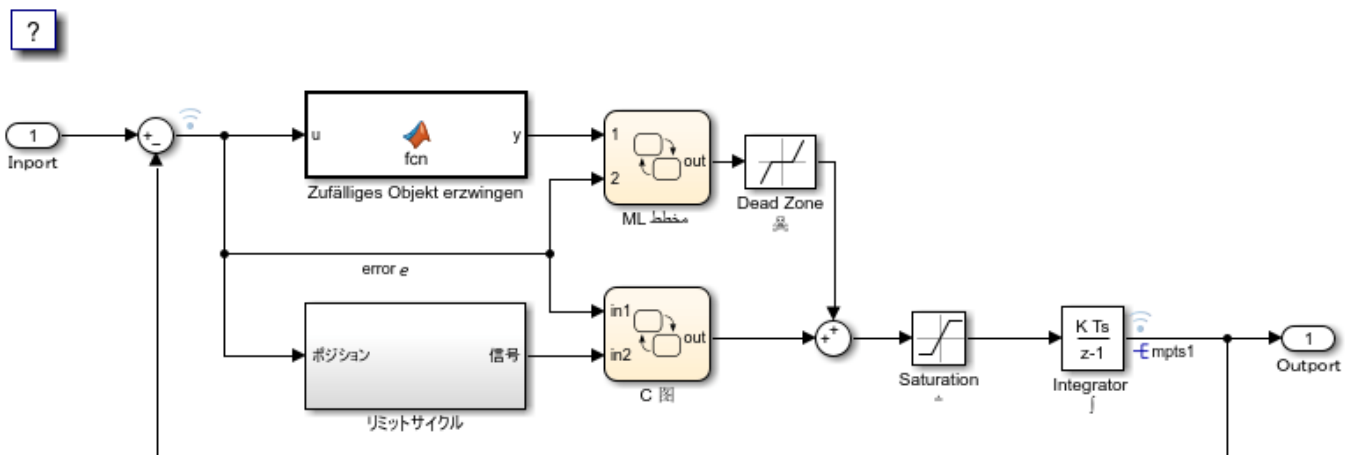 ?
1
Inport
+
−
u
fcn
y
Zufälliges Objekt erzwingen
1
2
out
ML مخطط
Dead Zone
☠
error e
ポジション
信号
リミットサイクル
in1
in2
out
C 图
+
+
Saturation
K Ts
z-1
Integrator
∫
mpts1
1
Outport